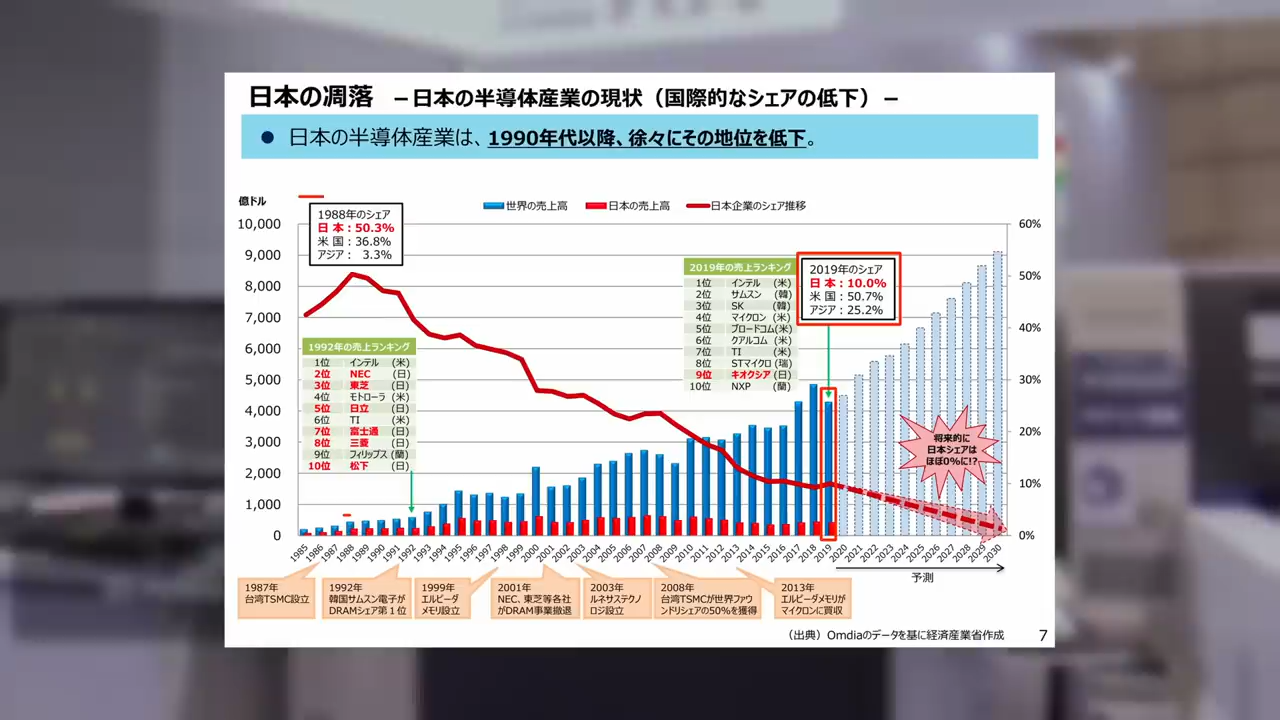 日本の凋落 －日本の半導体産業の現状（国際的なシェアの低下）－
● 日本の半導体産業は、1990年代以降、徐々にその地位を低下。
億ドル
世界の売上高 日本の売上高 日本企業のシェア推移
10,000
9,000
8,000
7,000
6,000
5,000
4,000
3,000
2,000
1,000
0
60%
50%
40%
30%
20%
10%
0%
1988年のシェア
日 本：50.3%
米 国：36.8%
アジア： 3.3%
1992年の売上ランキング
1位 インテル (米)
2位 NEC (日)
3位 東芝 (日)
4位 モトローラ (米)
5位 日立 (日)
6位 TI (米)
7位 富士通 (日)
8位 三菱 (日)
9位 フィリップス (蘭)
10位 松下 (日)
2019年の売上ランキング
1位 インテル (米)
2位 サムスン (韓)
3位 SK (韓)
4位 マイクロン (米)
5位 ブロードコム(米)
6位 クアルコム (米)
7位 TI (米)
8位 STマイクロ (瑞)
9位 キオクシア (日)
10位 NXP (蘭)
2019年のシェア
日 本：10.0%
米 国：50.7%
アジア：25.2%
将来的に
日本シェアは
ほぼ0%に!?
1985 1986 1987 1988 1989 1990 1991 1992 1993 1994 1995 1996 1997 1998 1999 2000 2001 2002 2003 2004 2005 2006 2007 2008 2009 2010 2011 2012 2013 2014 2015 2016 2017 2018 2019 2020 2021 2022 2023 2024 2025 2026 2027 2028 2029 2030
予測
1987年
台湾TSMC設立
1992年
韓国サムスン電子が
DRAMシェア第１位
1999年
エルピーダ
メモリ設立
2001年
NEC、東芝等各社
がDRAM事業撤退
2003年
ルネサステクノ
ロジ設立
2008年
台湾TSMCが世界ファウ
ンドリシェアの50%を獲得
2013年
エルピーダメモリが
マイクロンに買収
（出典）Omdiaのデータを基に経済産業省作成
7